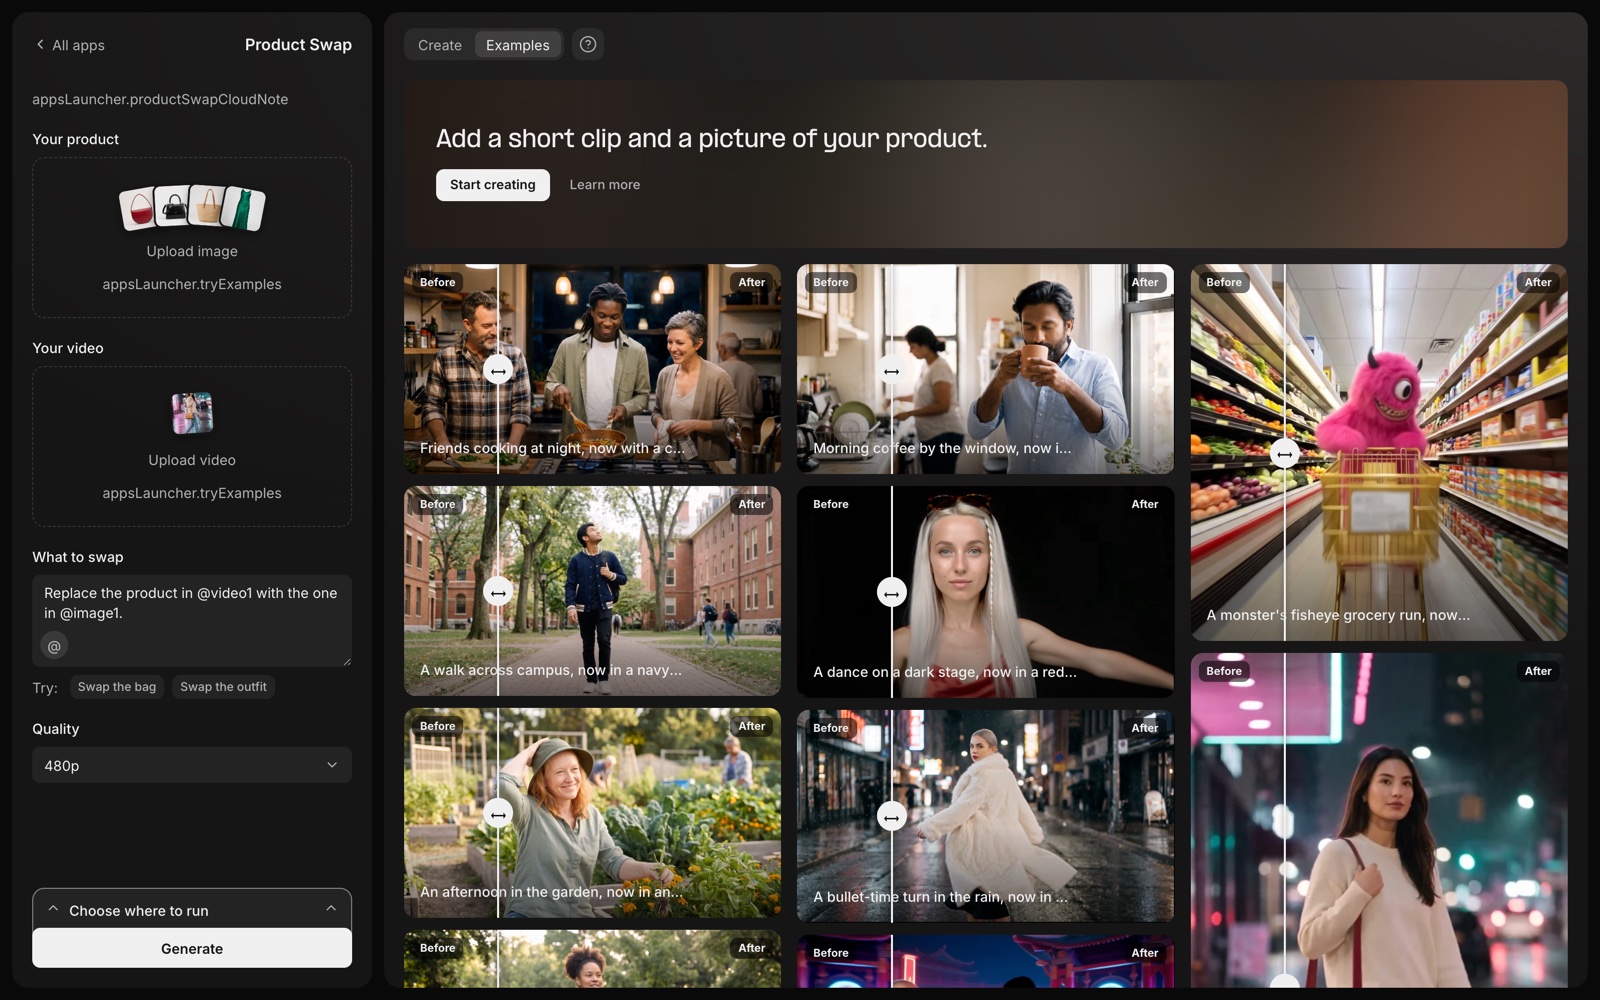 All apps
Product Swap
appsLauncher.productSwapCloudNote
Your product
Upload image
appsLauncher.tryExamples
Your video
Upload video
appsLauncher.tryExamples
What to swap
Replace the product in @video1 with the one
in @image1.
@
Try:
Swap the bag
Swap the outfit
Quality
480p
Choose where to run
Generate
Create
Examples
Add a short clip and a picture of your product.
Start creating
Learn more
Before
After
Friends cooking at night, now with a c...
Before
After
Morning coffee by the window, now i...
Before
After
A monster's fisheye grocery run, now...
Before
After
A walk across campus, now in a navy...
Before
After
A dance on a dark stage, now in a red...
Before
After
Before
After
An afternoon in the garden, now in an...
Before
After
A bullet-time turn in the rain, now in ...
Before
After
Before
After